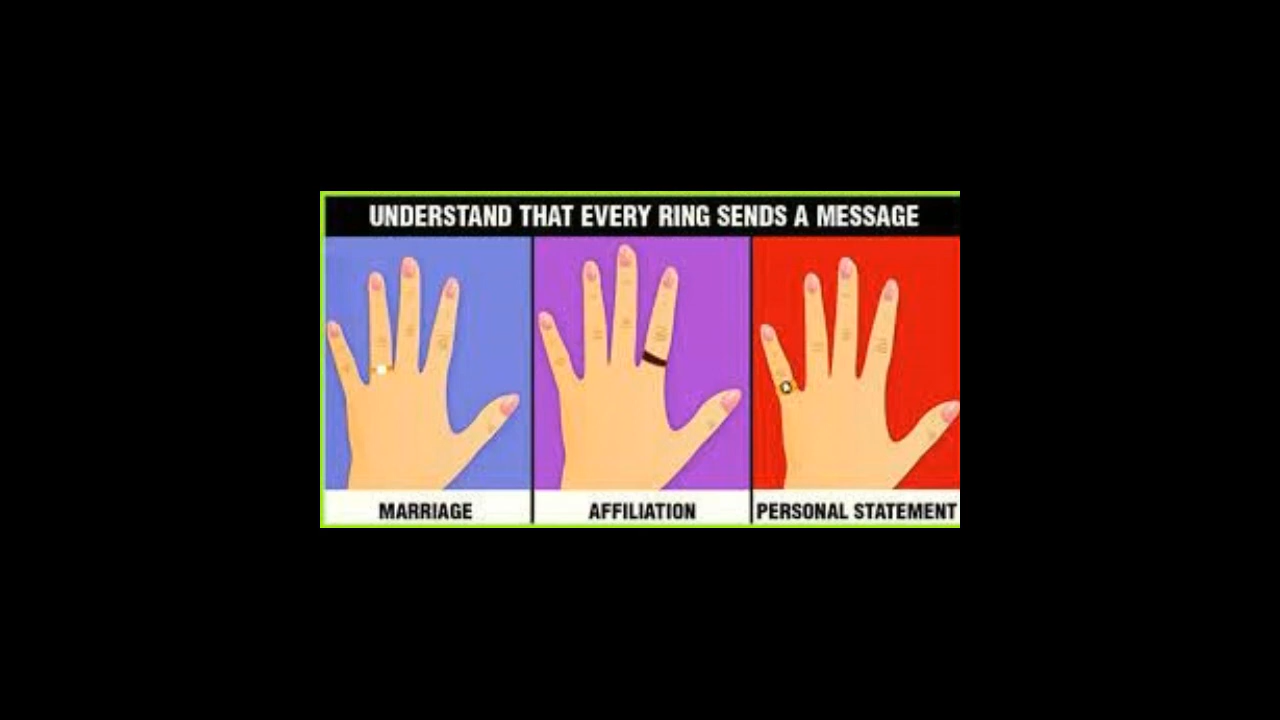 UNDERSTAND THAT EVERY RING SENDS A MESSAGE
MARRIAGE
AFFILIATION
PERSONAL STATEMENT